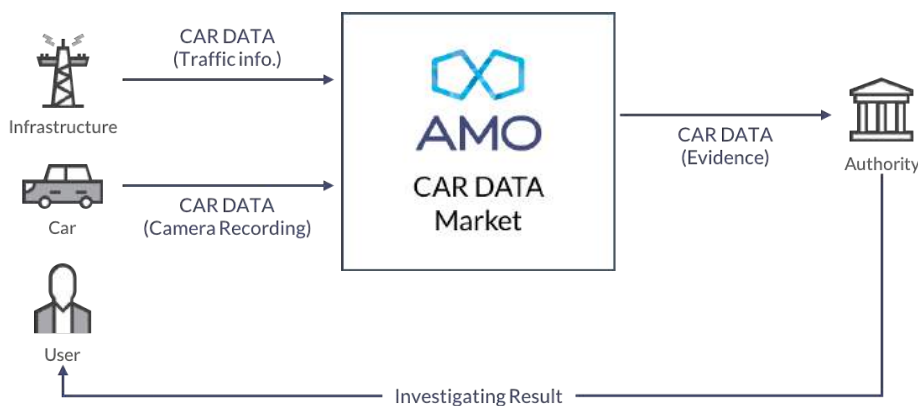 CAR DATA
(Traffic info.)
Infrastructure
CAR DATA
(Camera Recording)
Car
User
AMO
CAR DATA
Market
CAR DATA
(Evidence)
Authority
Investigating Result